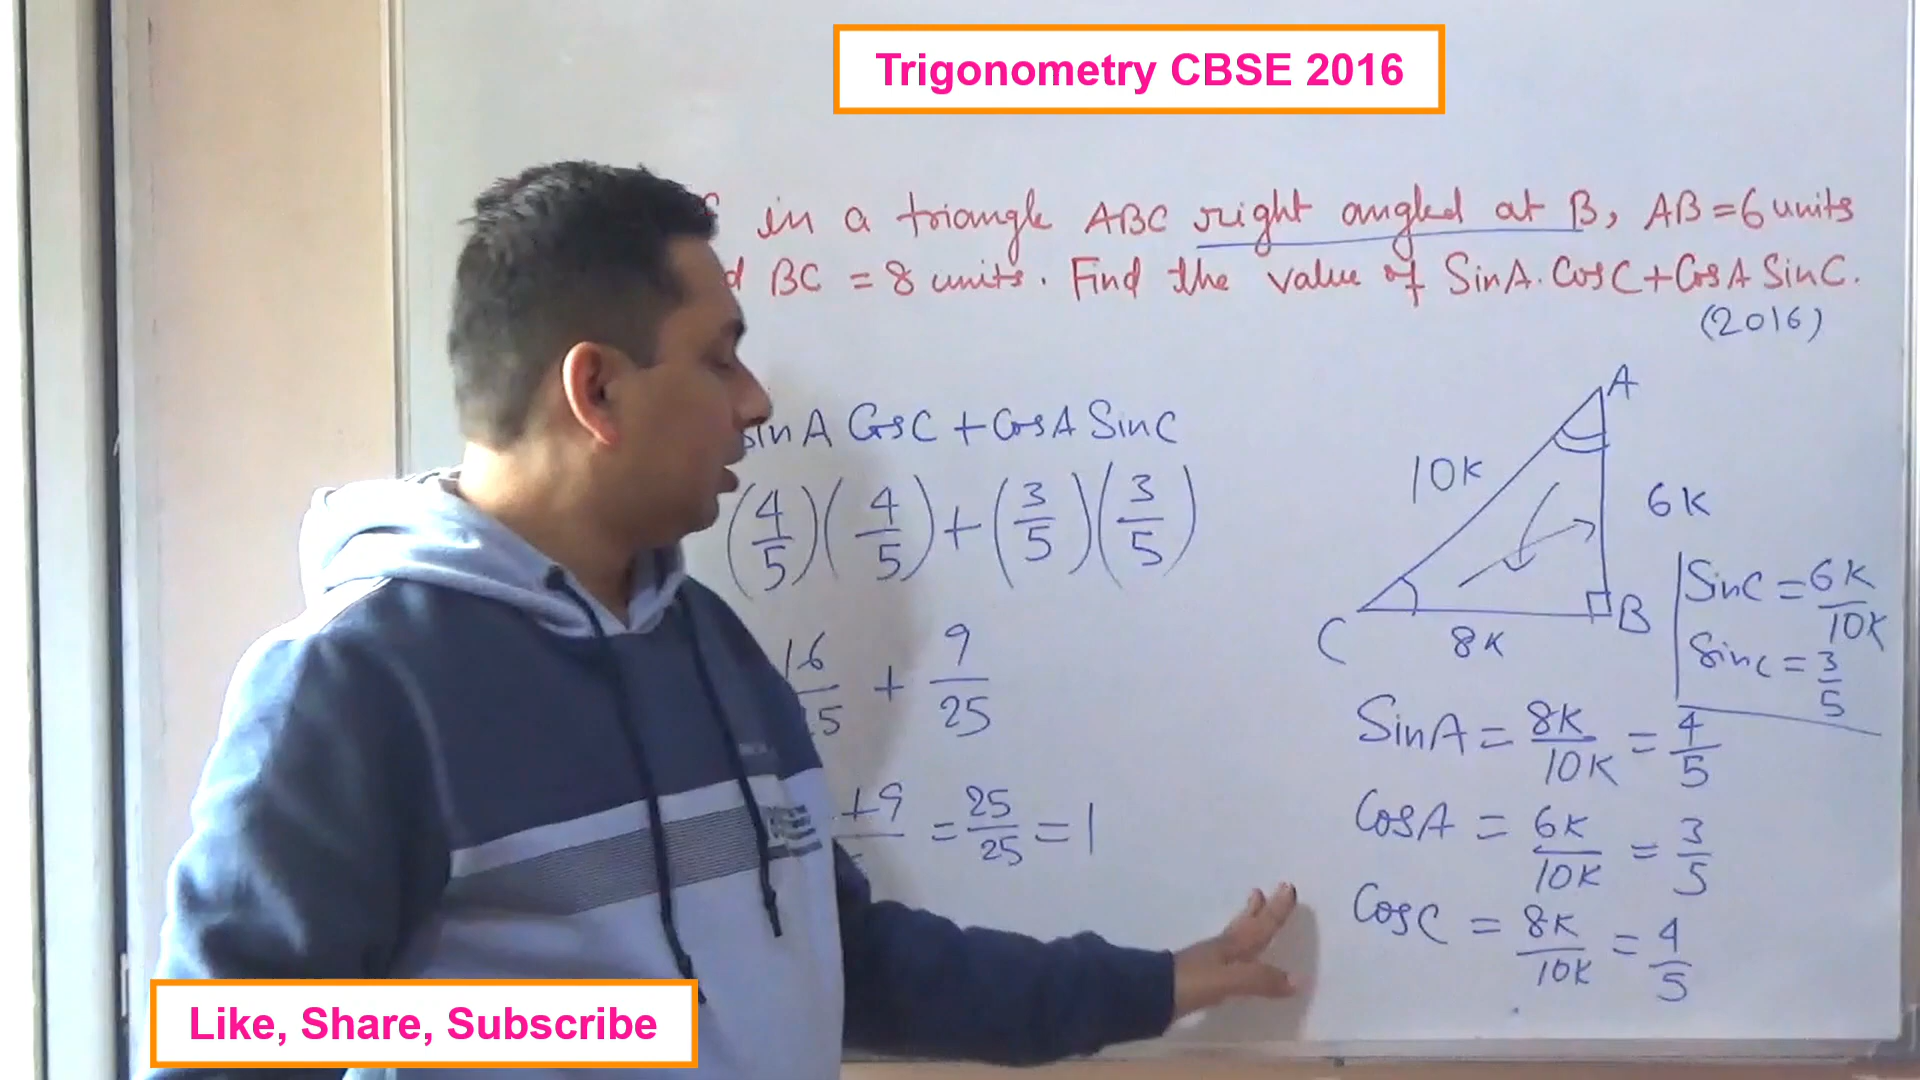 Trigonometry CBSE 2016
in a triangle ABC right angled at B, AB = 6 units
BC = 8 units. Find the value of SinA. CosC + CosA SinC.
(2016)
sin A Cos C + Cos A Sin C
(4/5)(4/5) + (3/5)(3/5)
16 + 9/25
+9 = 25/25 = 1
A
10K
6K
C
8K
B
SinC = 6K/10K
SinC = 3/5
SinA = 8K/10K = 4/5
CosA = 6K/10K = 3/5
CosC = 8K/10K = 4/5
Like, Share, Subscribe